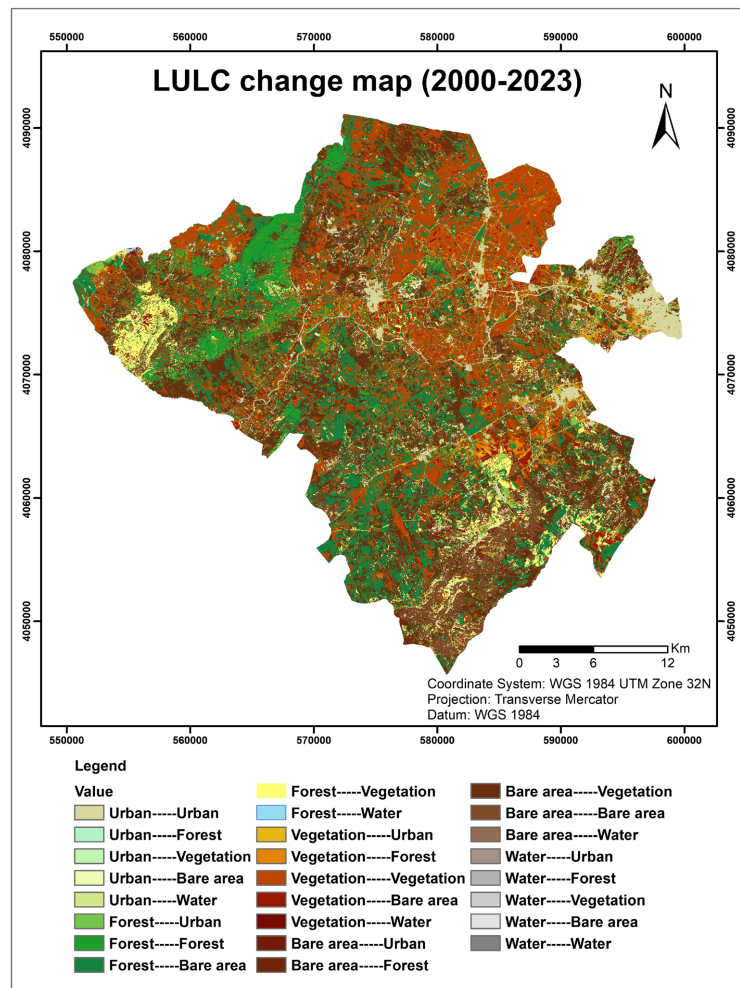 550000 560000 570000 580000 590000 600000
LULC change map (2000-2023)
N
4090000 4090000
4080000 4080000
4070000 4070000
4060000 4060000
4050000 4050000
Km
0 3 6 12
Coordinate System: WGS 1984 UTM Zone 32N
Projection: Transverse Mercator
Datum: WGS 1984
550000 560000 570000 580000 590000 600000
Legend
Value
Urban-----Urban
Urban-----Forest
Urban-----Vegetation
Urban-----Bare area
Urban-----Water
Forest-----Urban
Forest-----Forest
Forest-----Bare area
Forest-----Vegetation
Forest-----Water
Vegetation-----Urban
Vegetation-----Forest
Vegetation-----Vegetation
Vegetation-----Bare area
Vegetation-----Water
Bare area-----Urban
Bare area-----Forest
Bare area-----Vegetation
Bare area-----Bare area
Bare area-----Water
Water-----Urban
Water-----Forest
Water-----Vegetation
Water-----Bare area
Water-----Water